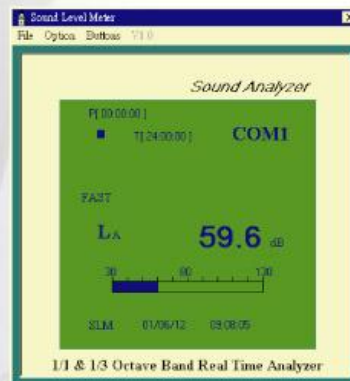 Sound Level Meter
File Option Buttons V1.0
Sound Analyzer
P[ 00:00:00 ]
T[ 24:00:00 ] COM1
FAST
LA 59.6 dB
30 80 130
SLM 01/06/12 09:08:05
1/1 & 1/3 Octave Band Real Time Analyzer